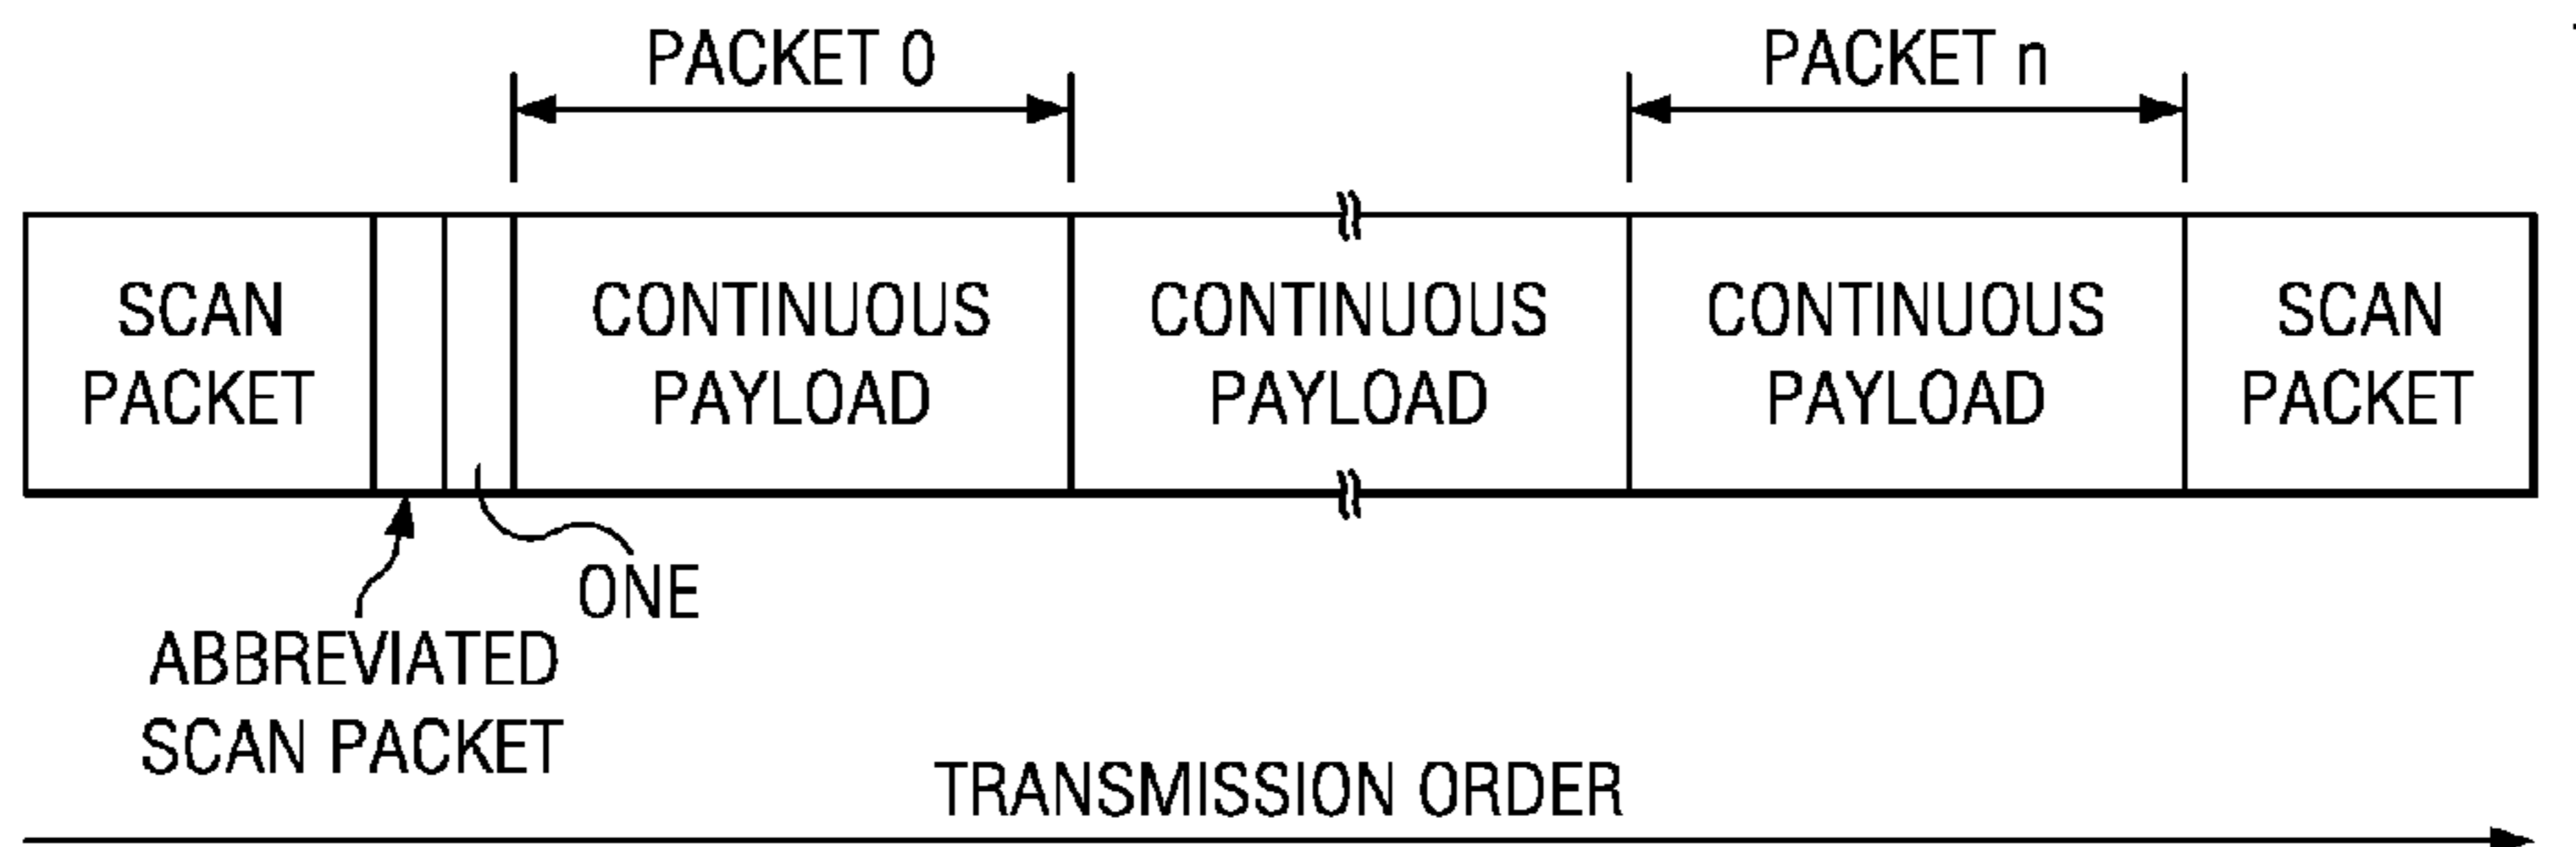 PACKET 0
PACKET n
SCAN
PACKET
CONTINUOUS
PAYLOAD
CONTINUOUS
PAYLOAD
CONTINUOUS
PAYLOAD
SCAN
PACKET
ONE
ABBREVIATED
SCAN PACKET
TRANSMISSION ORDER